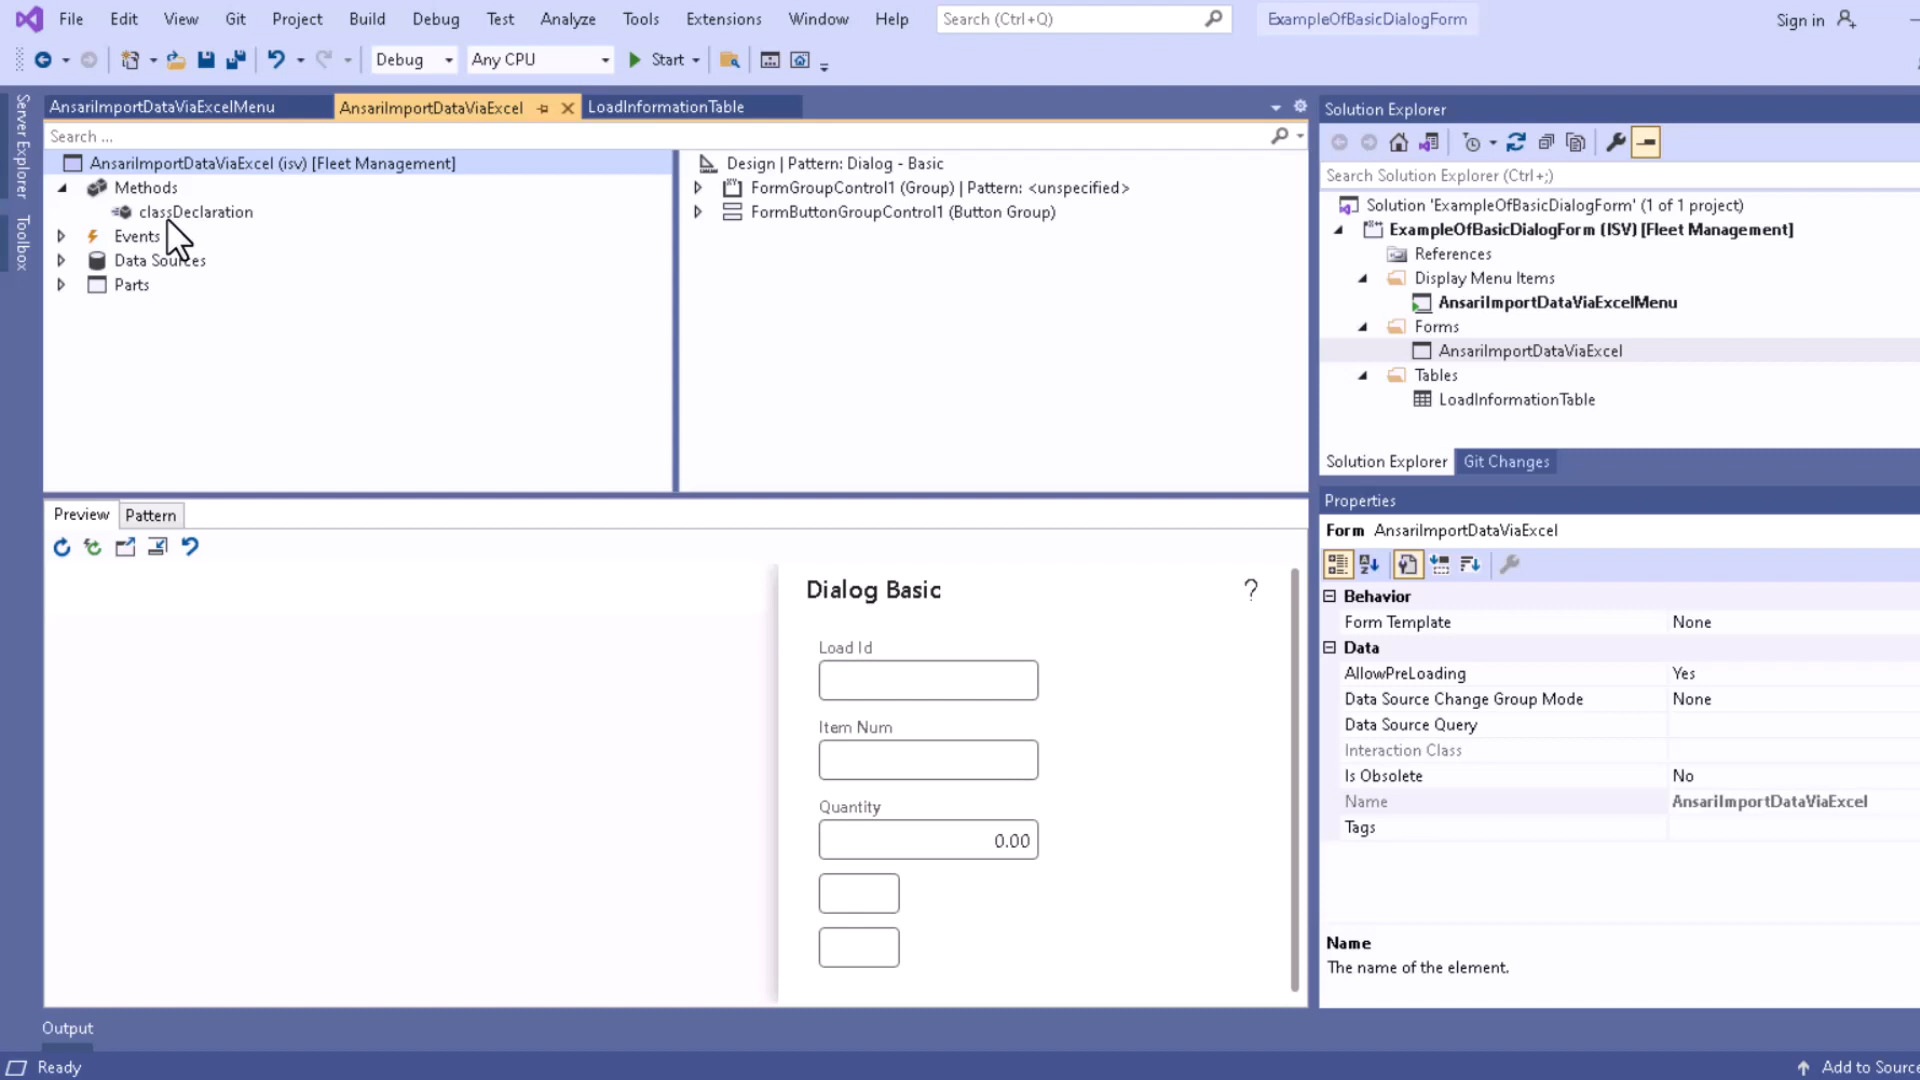 File Edit View Git Project Build Debug Test Analyze Tools Extensions Window Help Search (Ctrl+Q) ExampleOfBasicDialogForm Sign in
Debug Any CPU Start
Server Explorer
Toolbox
AnsariImportDataViaExcelMenu AnsariImportDataViaExcel LoadInformationTable
Search ...
AnsariImportDataViaExcel (isv) [Fleet Management]
Methods
classDeclaration
Events
Data Sources
Parts
Design | Pattern: Dialog - Basic
FormGroupControl1 (Group) | Pattern: <unspecified>
FormButtonGroupControl1 (Button Group)
Preview Pattern
Dialog Basic ?
Load Id
Item Num
Quantity
0.00
Solution Explorer
Search Solution Explorer (Ctrl+;)
Solution 'ExampleOfBasicDialogForm' (1 of 1 project)
ExampleOfBasicDialogForm (ISV) [Fleet Management]
References
Display Menu Items
AnsariImportDataViaExcelMenu
Forms
AnsariImportDataViaExcel
Tables
LoadInformationTable
Solution Explorer Git Changes
Properties
Form AnsariImportDataViaExcel
Behavior
Form Template None
Data
AllowPreLoading Yes
Data Source Change Group Mode None
Data Source Query
Interaction Class
Is Obsolete No
Name AnsariImportDataViaExcel
Tags
Name
The name of the element.
Output
Ready Add to Source